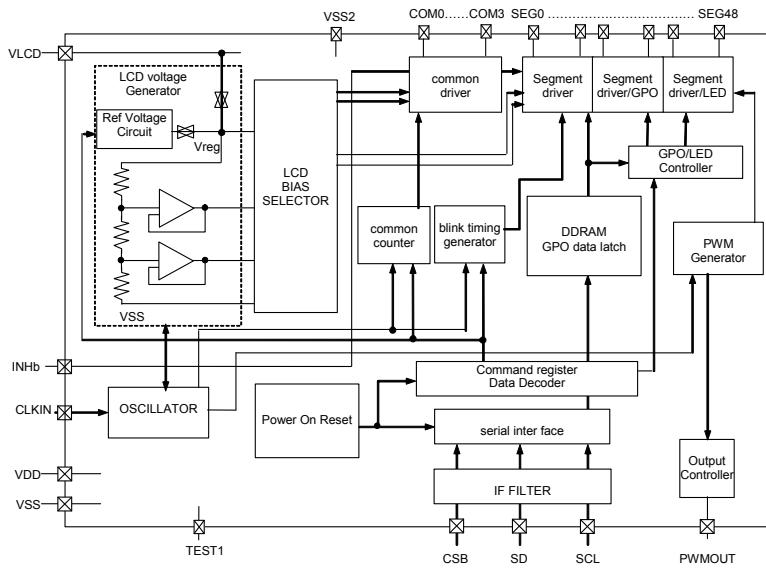 VSS2
COM0......COM3
SEG0 .......................... SEG48
VLCD
LCD voltage
Generator
Ref Voltage
Circuit
Vreg
VSS
LCD
BIAS
SELECTOR
common
driver
Segment
driver
Segment
driver/GPO
Segment
driver/LED
GPO/LED
Controller
common
counter
blink timing
generator
DDRAM
GPO data latch
PWM
Generator
INHb
CLKIN
OSCILLATOR
Power On Reset
Command register
Data Decoder
serial inter face
IF FILTER
Output
Controller
VDD
VSS
TEST1
CSB
SD
SCL
PWMOUT